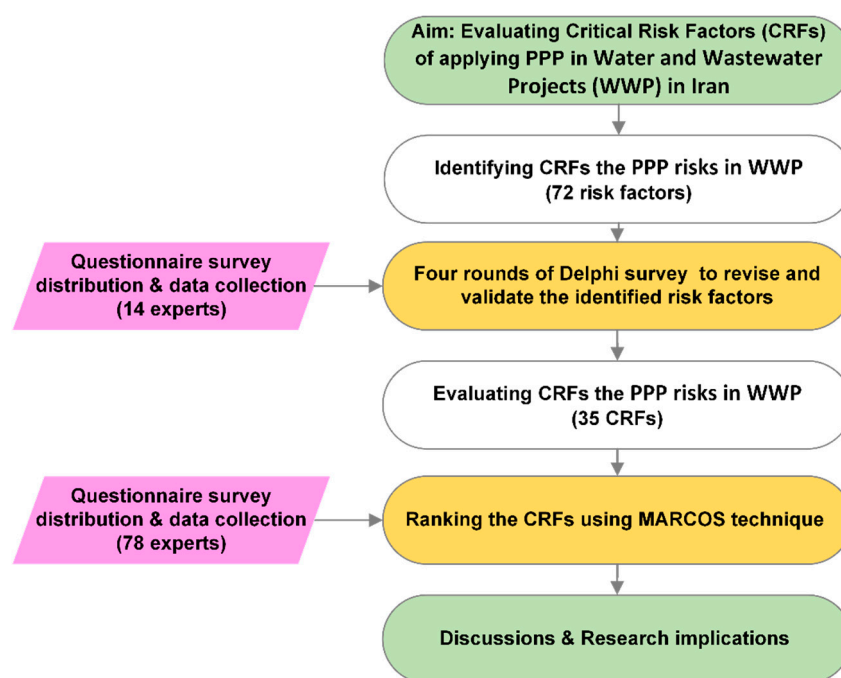 Aim: Evaluating Critical Risk Factors (CRFs)
of applying PPP in Water and Wastewater
Projects (WWP) in Iran
Identifying CRFs the PPP risks in WWP
(72 risk factors)
Questionnaire survey
distribution & data collection
(14 experts)
Four rounds of Delphi survey to revise and
validate the identified risk factors
Evaluating CRFs the PPP risks in WWP
(35 CRFs)
Questionnaire survey
distribution & data collection
(78 experts)
Ranking the CRFs using MARCOS technique
Discussions & Research implications